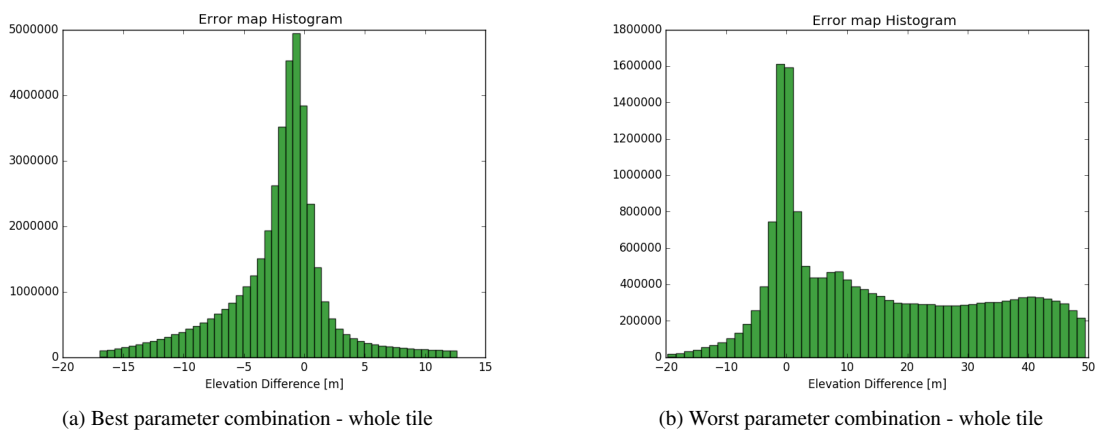 Error map Histogram
5000000
4000000
3000000
2000000
1000000
0
−20 −15 −10 −5 0 5 10 15
Elevation Difference [m]
(a) Best parameter combination - whole tile
Error map Histogram
1800000
1600000
1400000
1200000
1000000
800000
600000
400000
200000
0
−20 −10 0 10 20 30 40 50
Elevation Difference [m]
(b) Worst parameter combination - whole tile